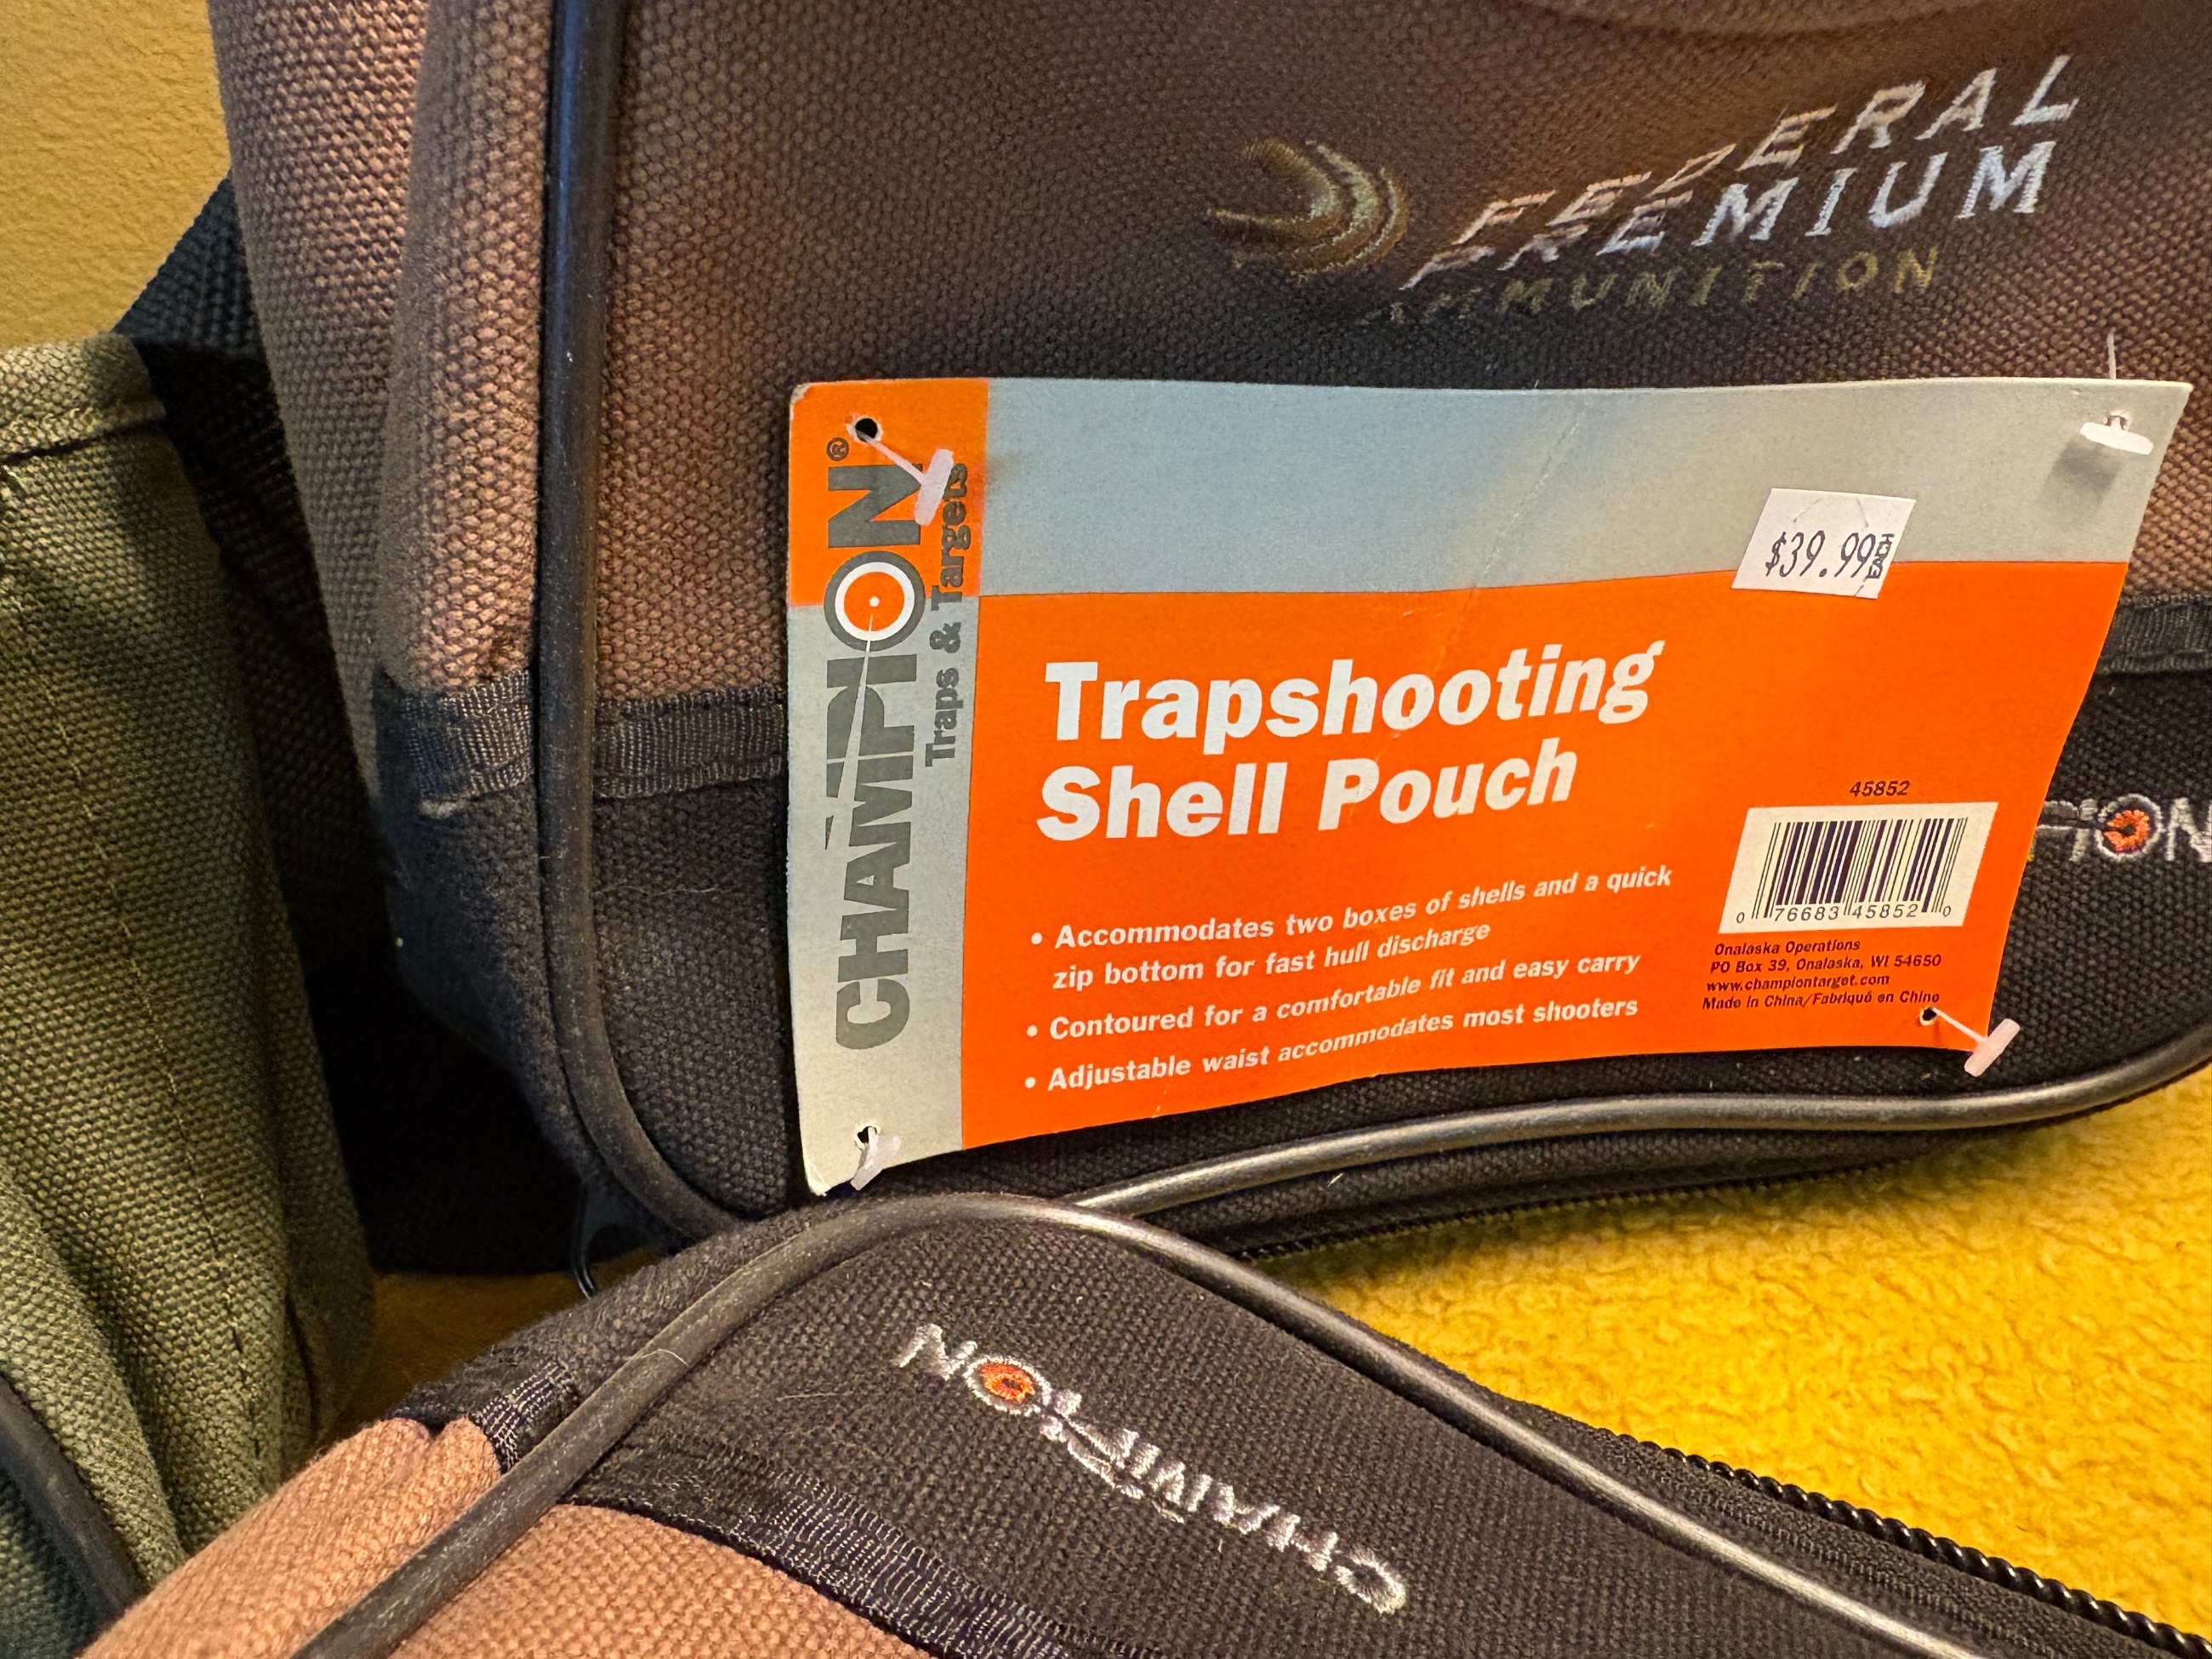 FEDERAL
PREMIUM
AMMUNITION
CHAMPION®
Traps & Targets
$39.99 EACH
Trapshooting
Shell Pouch
• Accommodates two boxes of shells and a quick
zip bottom for fast hull discharge
• Contoured for a comfortable fit and easy carry
• Adjustable waist accommodates most shooters
45852
0 76683 45852 0
Onalaska Operations
PO Box 39, Onalaska, WI 54650
www.championtarget.com
Made in China/Fabriqué en Chine
PION
CHAMPION